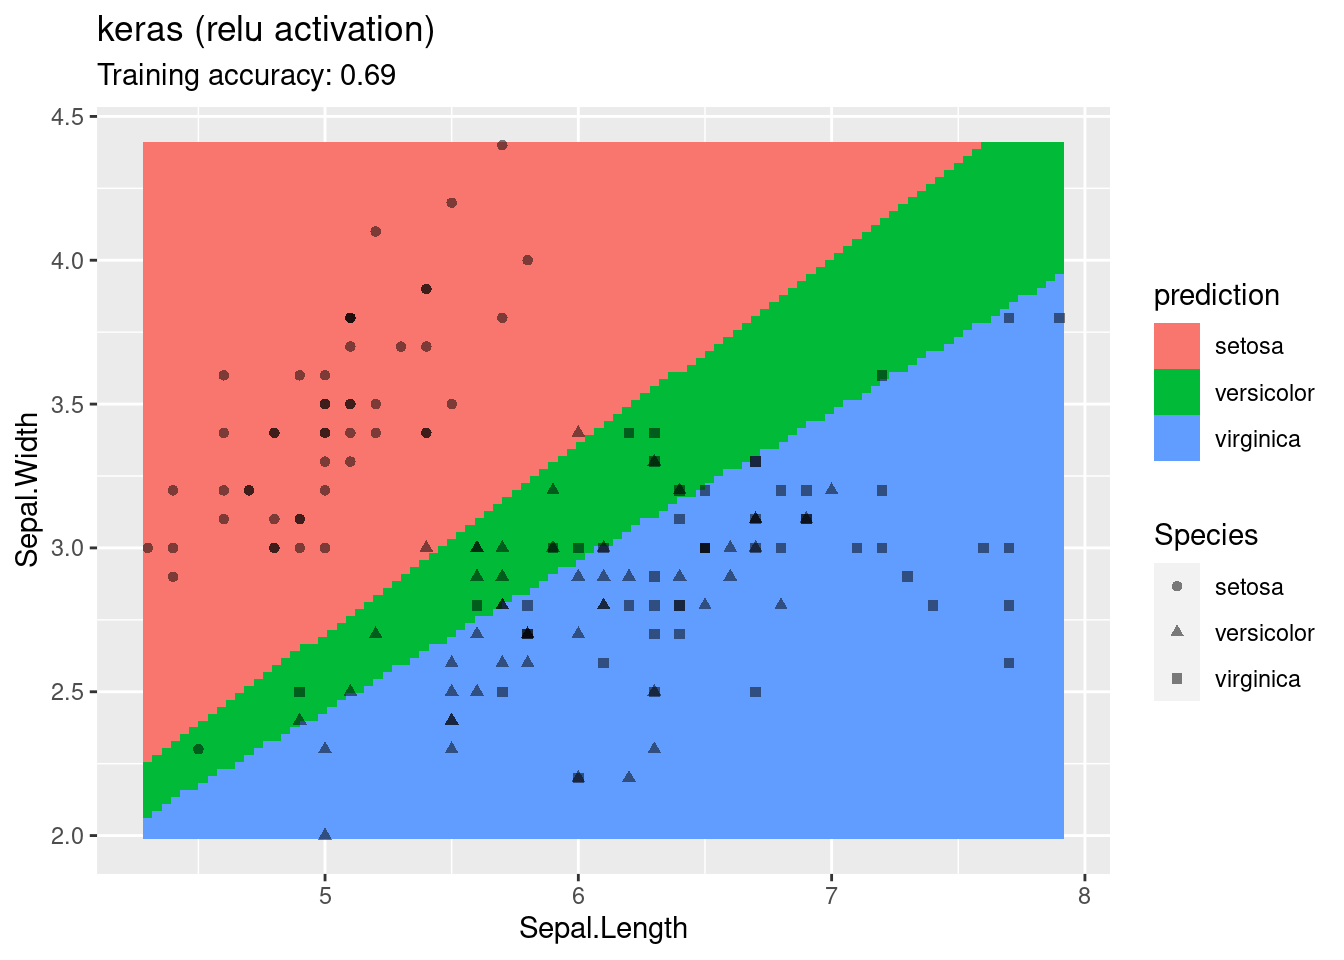 keras (relu activation)
Training accuracy: 0.69
4.5
4.0
3.5
3.0
2.5
2.0
Sepal.Width
5
6
7
8
Sepal.Length
prediction
setosa
versicolor
virginica
Species
setosa
versicolor
virginica